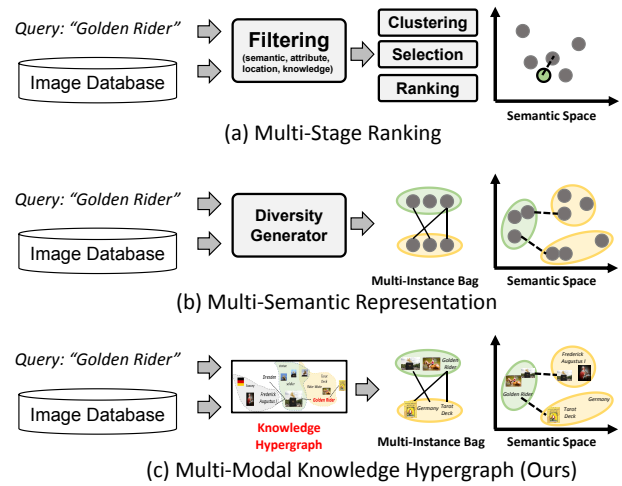 Query: “Golden Rider”
Image Database
Filtering
(semantic, attribute,
location, knowledge)
Clustering
Selection
Ranking
Semantic Space
(a) Multi-Stage Ranking
Query: “Golden Rider”
Image Database
Diversity
Generator
Multi-Instance Bag
Semantic Space
(b) Multi-Semantic Representation
Query: “Golden Rider”
Image Database
Dresden
Frederick
Augustus I
Golden Rider
Knowledge
Hypergraph
Golden
Rider
Germany
Tarot
Deck
Multi-Instance Bag
Frederick
Augustus I
Golden Rider
Germany
Tarot
Deck
Semantic Space
(c) Multi-Modal Knowledge Hypergraph (Ours)